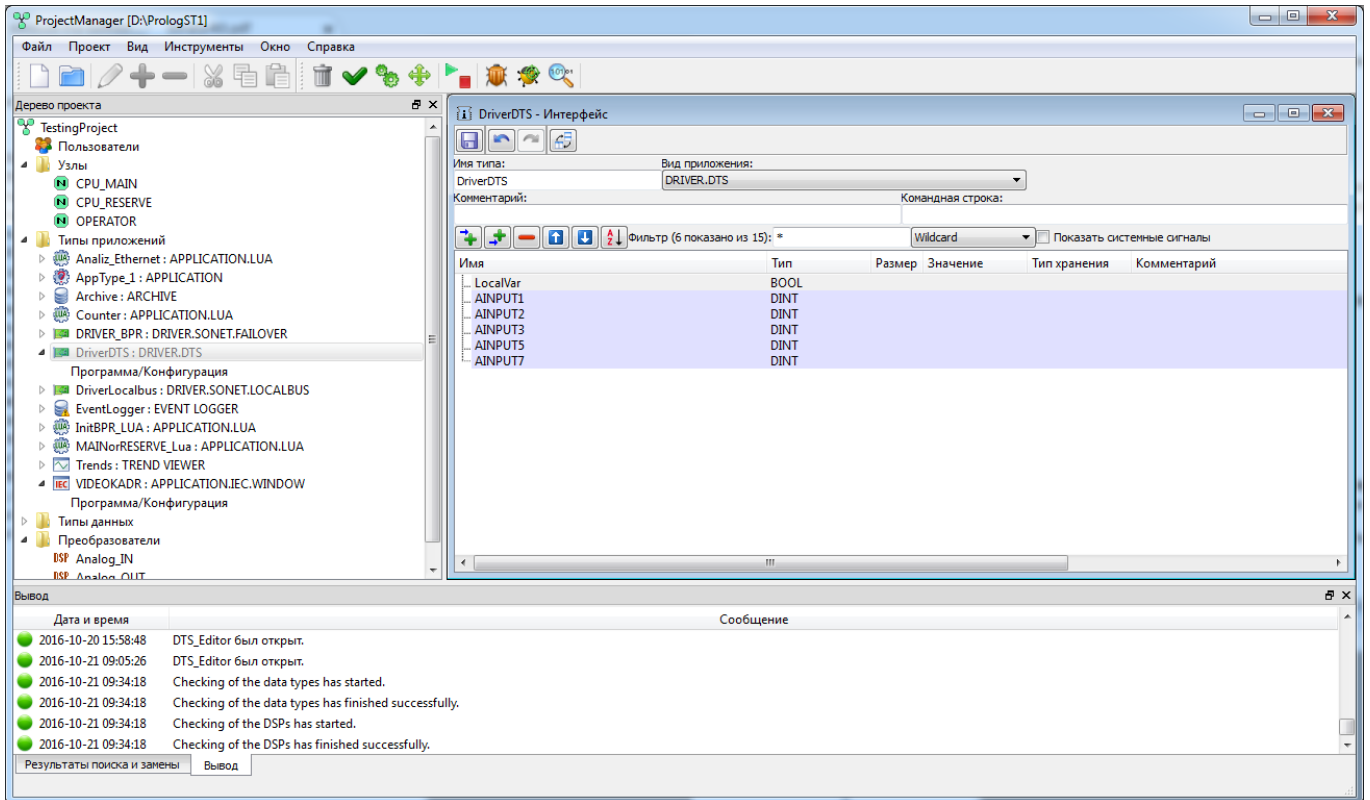 ProjectManager [D:\PrologST1]
Файл Проект Вид Инструменты Окно Справка
Дерево проекта
TestingProject
Пользователи
Узлы
CPU_MAIN
CPU_RESERVE
OPERATOR
Типы приложений
Analiz_Ethernet : APPLICATION.LUA
AppType_1 : APPLICATION
Archive : ARCHIVE
Counter : APPLICATION.LUA
DRIVER_BPR : DRIVER.SONET.FAILOVER
DriverDTS : DRIVER.DTS
Программа/Конфигурация
DriverLocalbus : DRIVER.SONET.LOCALBUS
EventLogger : EVENT LOGGER
InitBPR_LUA : APPLICATION.LUA
MAINorRESERVE_Lua : APPLICATION.LUA
Trends : TREND VIEWER
VIDEOKADR : APPLICATION.IEC.WINDOW
Программа/Конфигурация
Типы данных
Преобразователи
DSP Analog_IN
DSP Analog_OUT
DriverDTS - Интерфейс
Имя типа: Вид приложения:
DriverDTS DRIVER.DTS
Комментарий: Командная строка:
Фильтр (6 показано из 15): * Wildcard Показать системные сигналы
Имя Тип Размер Значение Тип хранения Комментарий
LocalVar BOOL
AINPUT1 DINT
AINPUT2 DINT
AINPUT3 DINT
AINPUT5 DINT
AINPUT7 DINT
Вывод
Дата и время Сообщение
2016-10-20 15:58:48 DTS_Editor был открыт.
2016-10-21 09:05:26 DTS_Editor был открыт.
2016-10-21 09:34:18 Checking of the data types has started.
2016-10-21 09:34:18 Checking of the data types has finished successfully.
2016-10-21 09:34:18 Checking of the DSPs has started.
2016-10-21 09:34:18 Checking of the DSPs has finished successfully.
Результаты поиска и замены Вывод